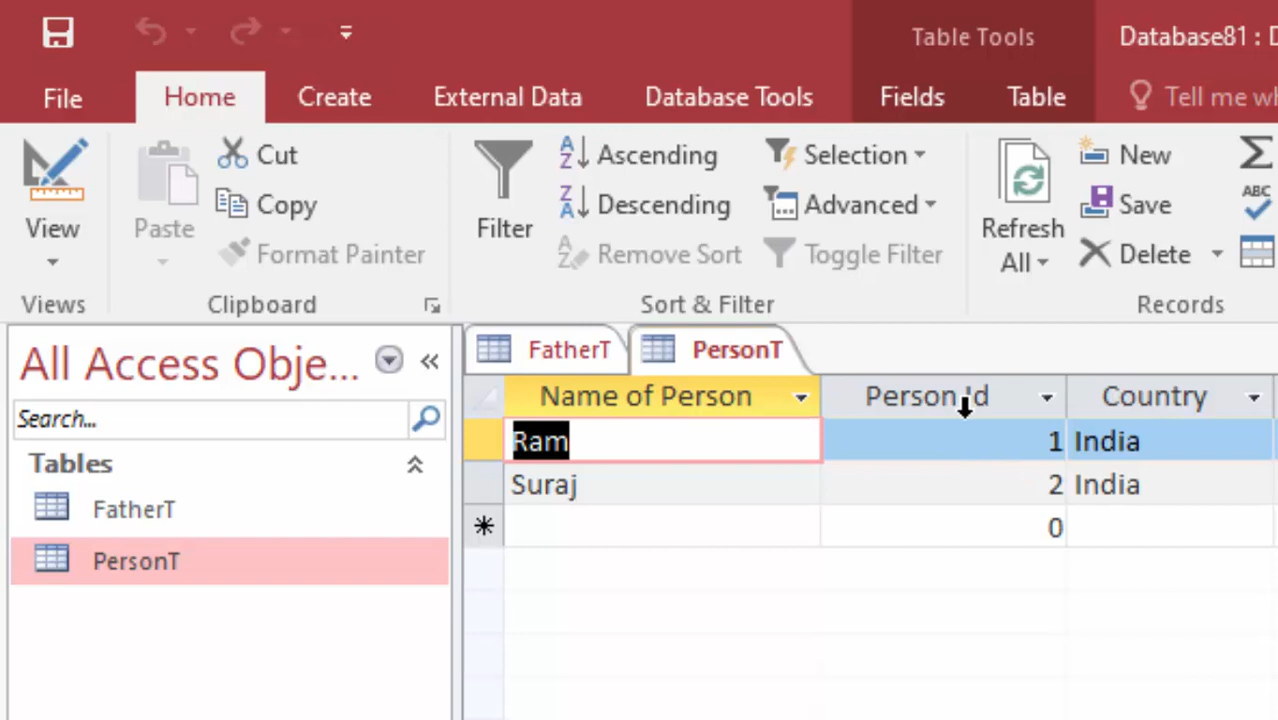 Table Tools
Database81 : D
File
Home
Create
External Data
Database Tools
Fields
Table
Tell me wh
View
Paste
Cut
Copy
Format Painter
Filter
Ascending
Descending
Remove Sort
Selection
Advanced
Toggle Filter
Refresh
All
New
Save
Delete
ABC
Views
Clipboard
Sort & Filter
Records
All Access Obje...
Search...
Tables
FatherT
PersonT
FatherT
PersonT
Name of Person
Person Id
Country
Ram
1
India
Suraj
2
India
0